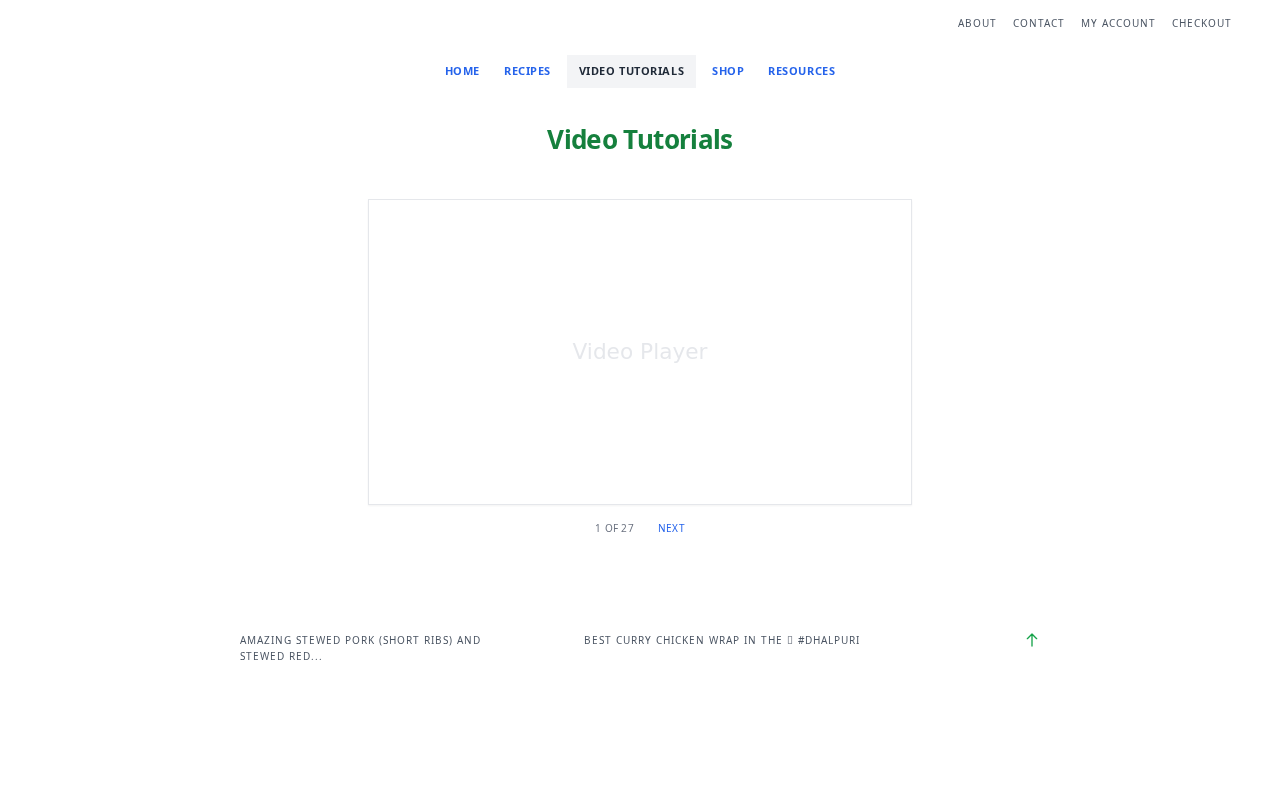 ABOUT CONTACT MY ACCOUNT CHECKOUT
HOME RECIPES VIDEO TUTORIALS SHOP RESOURCES
Video Tutorials
Video Player
1 OF 27 NEXT
AMAZING STEWED PORK (SHORT RIBS) AND
STEWED RED...
BEST CURRY CHICKEN WRAP IN THE ▯ #DHALPURI